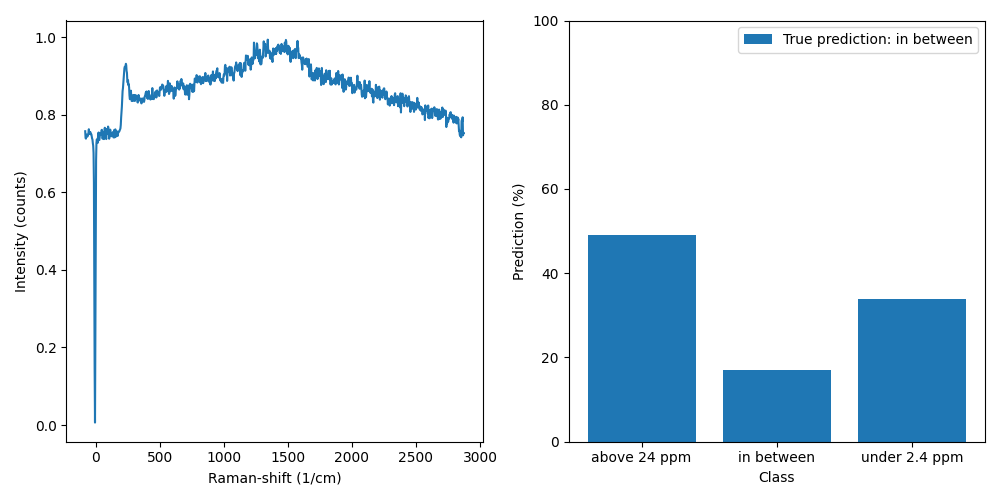 1.0
0.8
0.6
0.4
0.2
0.0
Intensity (counts)
0 500 1000 1500 2000 2500 3000
Raman-shift (1/cm)
100
80
60
40
20
0
Prediction (%)
True prediction: in between
above 24 ppm in between under 2.4 ppm
Class